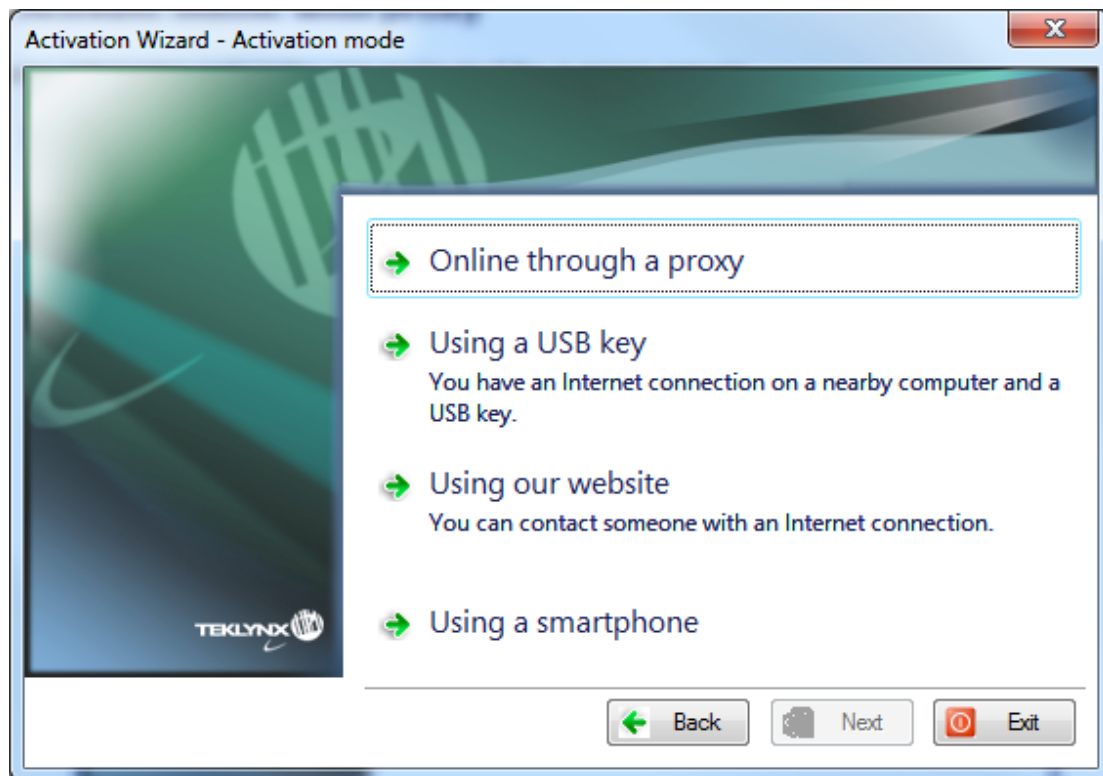 Activation Wizard - Activation mode
Online through a proxy
Using a USB key
You have an Internet connection on a nearby computer and a
USB key.
Using our website
You can contact someone with an Internet connection.
Using a smartphone
TEKLYNX
Back
Next
Exit